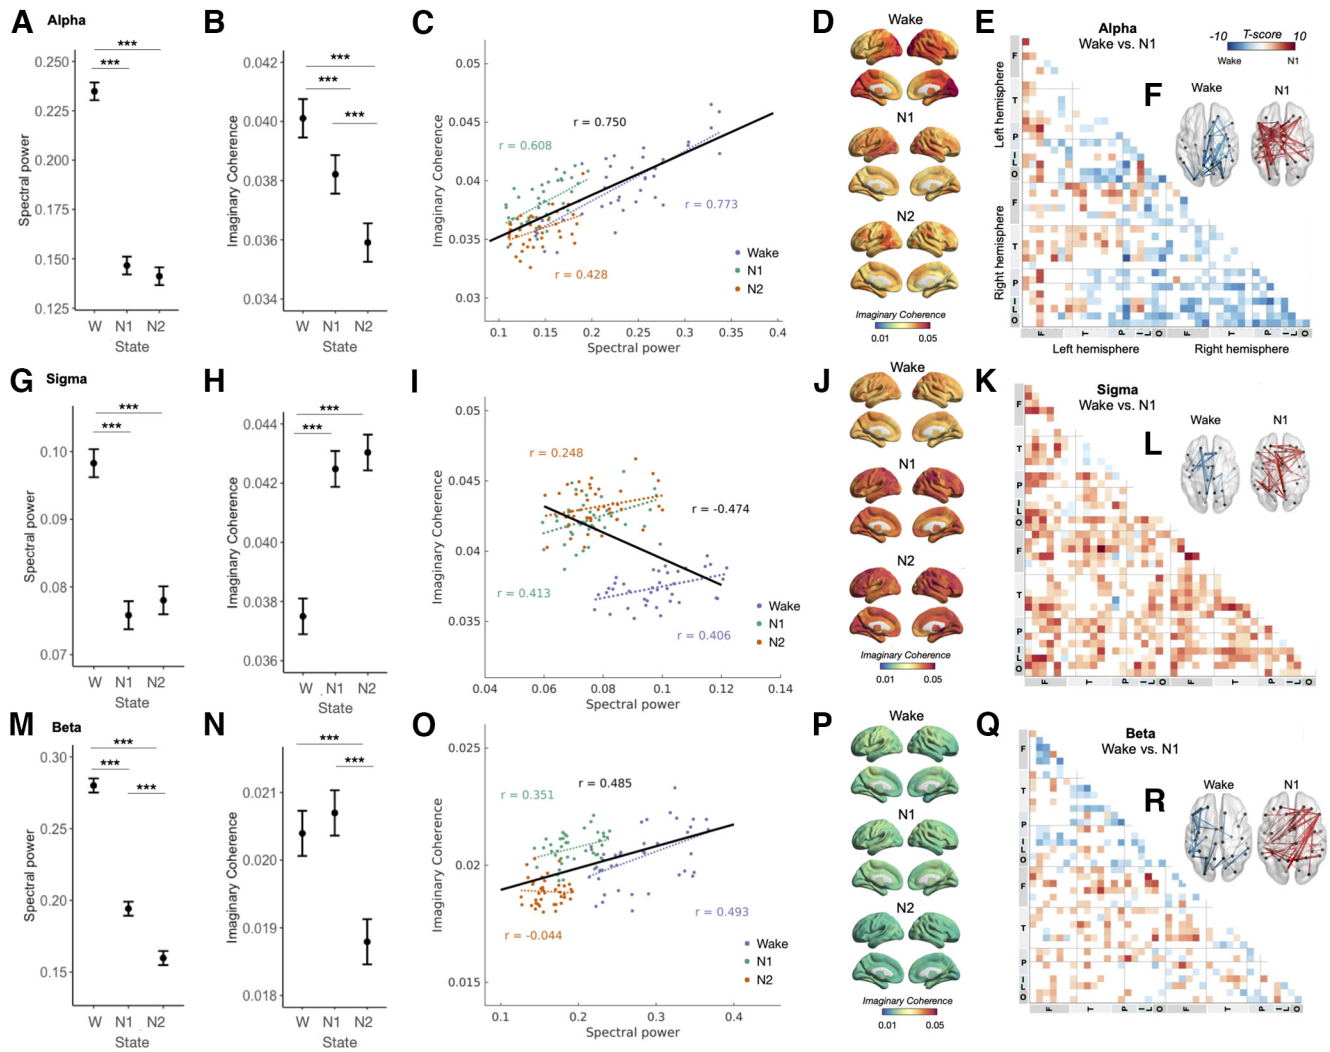 A
Alpha
***
***
Spectral power
0.250
0.225
0.200
0.175
0.150
0.125
W N1 N2
State
B
***
***
***
Imaginary Coherence
0.042
0.040
0.038
0.036
0.034
W N1 N2
State
C
Imaginary Coherence
0.05
0.045
0.04
0.035
0.03
r = 0.750
r = 0.608
r = 0.773
r = 0.428
Wake
N1
N2
0.1 0.15 0.2 0.25 0.3 0.35 0.4
Spectral power
D
Wake
N1
N2
Imaginary Coherence
0.01 0.05
E
Alpha
Wake vs. N1
-10 T-score 10
Wake N1
Left hemisphere
Right hemisphere
F
T
P
I
L
O
F
T
P
I
L
O
F T P I L O F T P I L O
Left hemisphere Right hemisphere
F
Wake N1
G
Sigma
***
***
Spectral power
0.10
0.09
0.08
0.07
W N1 N2
State
H
***
***
Imaginary Coherence
0.044
0.042
0.040
0.038
0.036
W N1 N2
State
I
Imaginary Coherence
0.05
0.045
0.04
0.035
r = 0.248
r = -0.474
r = 0.413
r = 0.406
Wake
N1
N2
0.04 0.06 0.08 0.1 0.12 0.14
Spectral power
J
Wake
N1
N2
Imaginary Coherence
0.01 0.05
K
Sigma
Wake vs. N1
F
T
P
I
L
O
F
T
P
I
L
O
F T P I L O F T P I L O
L
Wake N1
M
Beta
***
***
***
Spectral power
0.30
0.25
0.20
0.15
W N1 N2
State
N
***
***
Imaginary Coherence
0.021
0.020
0.019
0.018
W N1 N2
State
O
Imaginary Coherence
0.025
0.02
0.015
r = 0.351
r = 0.485
r = 0.493
r = -0.044
Wake
N1
N2
0.1 0.2 0.3 0.4
Spectral power
P
Wake
N1
N2
Imaginary Coherence
0.01 0.05
Q
Beta
Wake vs. N1
F
T
P
I
L
O
F
T
P
I
L
O
F T P I L O F T P I L O
R
Wake N1